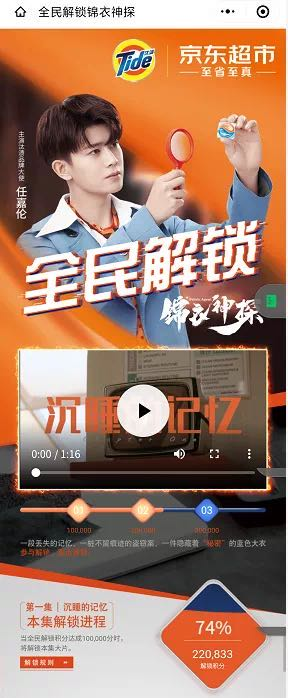 全民解锁锦衣神探
Tide 汰渍
京东超市
至省至真
主演汰渍品牌大使
任嘉伦
全民解锁
锦衣神探
沉睡的记忆
0:00 / 1:16
01
02
03
100,000
200,000
300,000
一段丢失的记忆，一桩不留痕迹的盗窃案，一件隐藏着“秘密”的蓝色大衣
第一集 | 沉睡的记忆
本集解锁进程
当全民解锁积分达成100,000分时，
将解锁本集大片。
解锁规则
74%
220,833
解锁积分